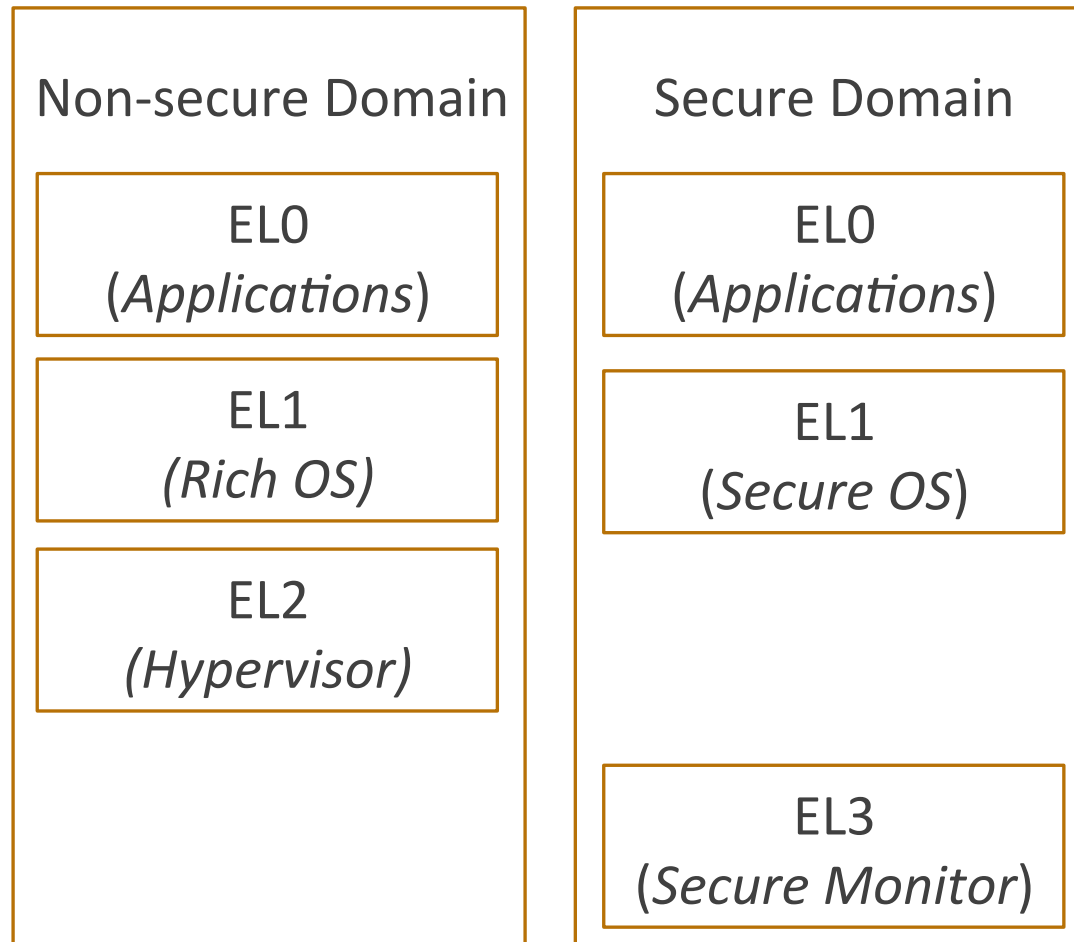 Non-secure Domain
EL0
(Applications)
EL1
(Rich OS)
EL2
(Hypervisor)
Secure Domain
EL0
(Applications)
EL1
(Secure OS)
EL3
(Secure Monitor)